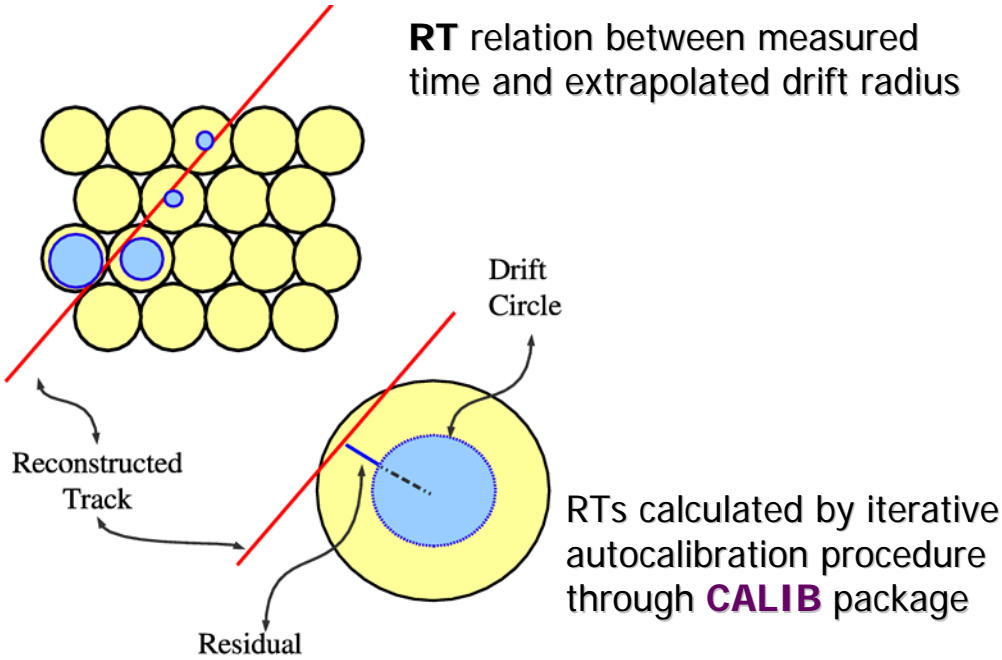 RT relation between measured
time and extrapolated drift radius
Drift
Circle
Reconstructed
Track
RTs calculated by iterative
autocalibration procedure
through CALIB package
Residual